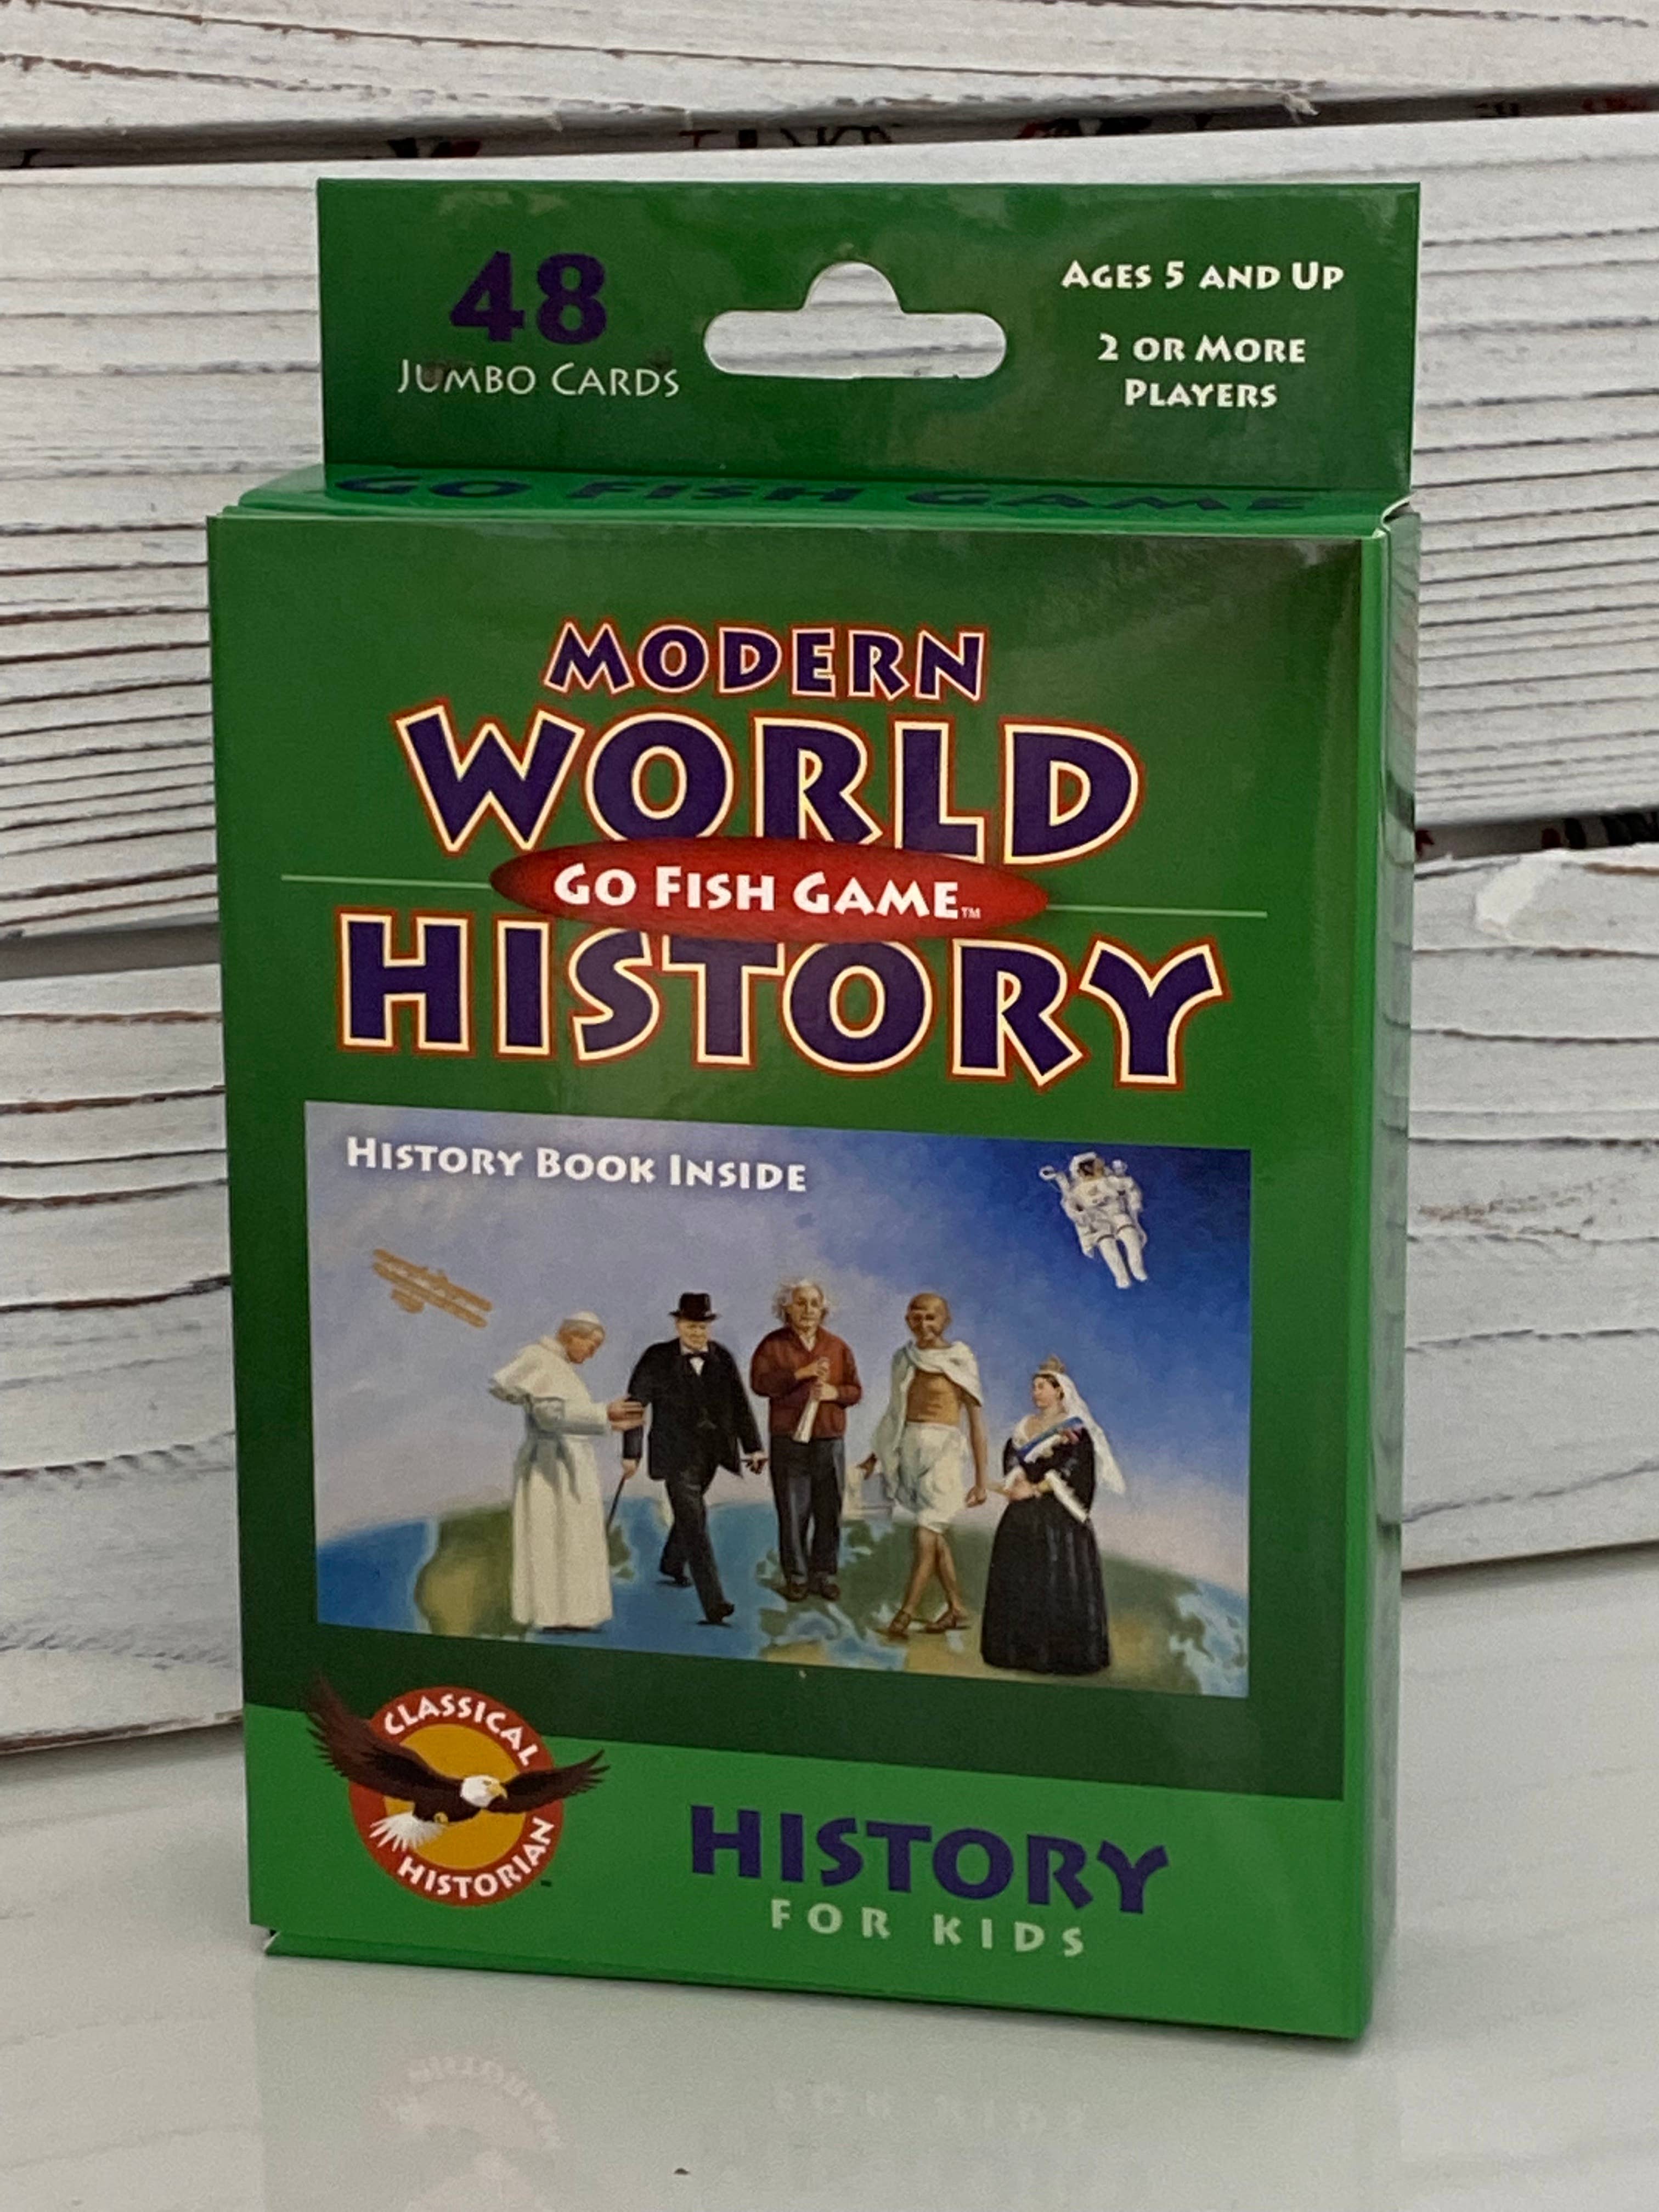 48
JUMBO CARDS
AGES 5 AND UP
2 OR MORE
PLAYERS
GO FISH GAME
MODERN
WORLD
GO FISH GAME™
HISTORY
HISTORY BOOK INSIDE
CLASSICAL
HISTORIAN™
HISTORY
FOR KIDS